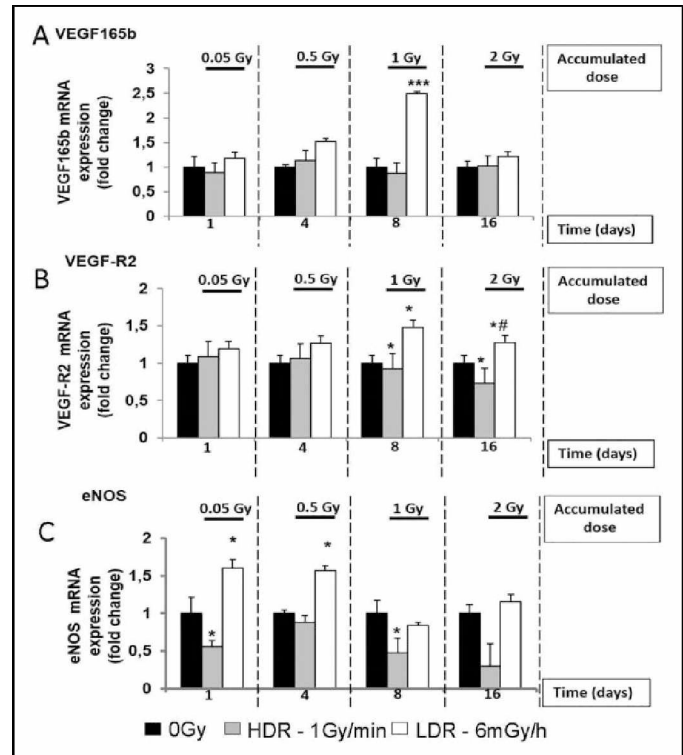 A VEGF165b
0.05 Gy 0.5 Gy 1 Gy 2 Gy Accumulated dose
VEGF165b mRNA
expression
(fold change)
3
2,5
2
1,5
1
0,5
0
***
1 4 8 16
Time (days)
B VEGF-R2
0.05 Gy 0.5 Gy 1 Gy 2 Gy Accumulated dose
VEGF-R2 mRNA
expression
(fold change)
2
1,5
1
0,5
0
* * * *#
1 4 8 16
Time (days)
C eNOS
0.05 Gy 0.5 Gy 1 Gy 2 Gy Accumulated dose
eNOS mRNA
expression
(fold change)
2
1,5
1
0,5
0
* * * *
1 4 8 16
Time (days)
0Gy HDR - 1Gy/min LDR - 6mGy/h